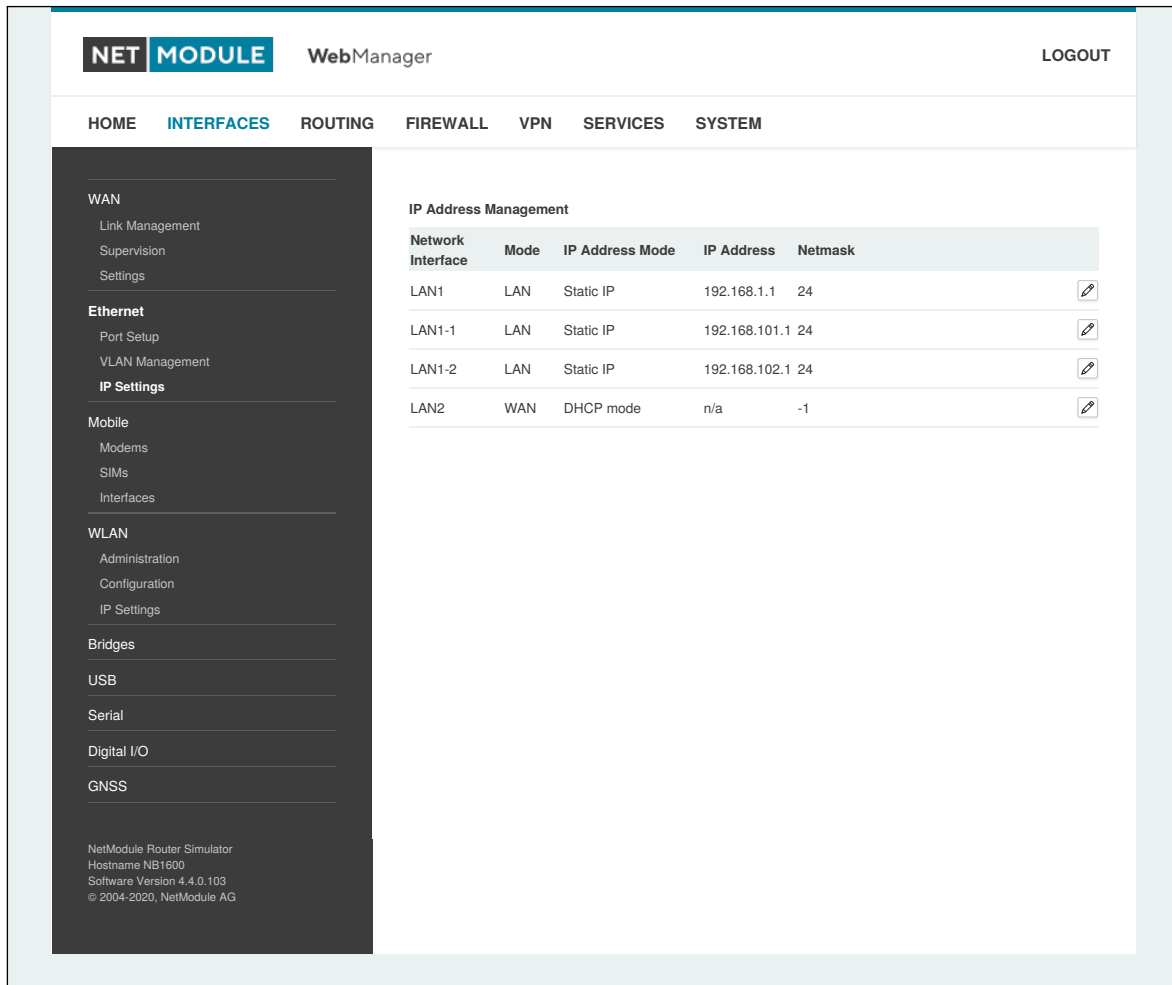 NET MODULE WebManager LOGOUT
HOME INTERFACES ROUTING FIREWALL VPN SERVICES SYSTEM
WAN
Link Management
Supervision
Settings
Ethernet
Port Setup
VLAN Management
IP Settings
Mobile
Modems
SIMs
Interfaces
WLAN
Administration
Configuration
IP Settings
Bridges
USB
Serial
Digital I/O
GNSS
NetModule Router Simulator
Hostname NB1600
Software Version 4.4.0.103
© 2004-2020, NetModule AG
IP Address Management
Network Interface Mode IP Address Mode IP Address Netmask
LAN1 LAN Static IP 192.168.1.1 24
LAN1-1 LAN Static IP 192.168.101.1 24
LAN1-2 LAN Static IP 192.168.102.1 24
LAN2 WAN DHCP mode n/a -1